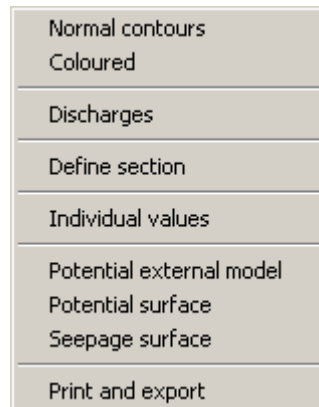 Normal contours
Coloured
Discharges
Define section
Individual values
Potential external model
Potential surface
Seepage surface
Print and export